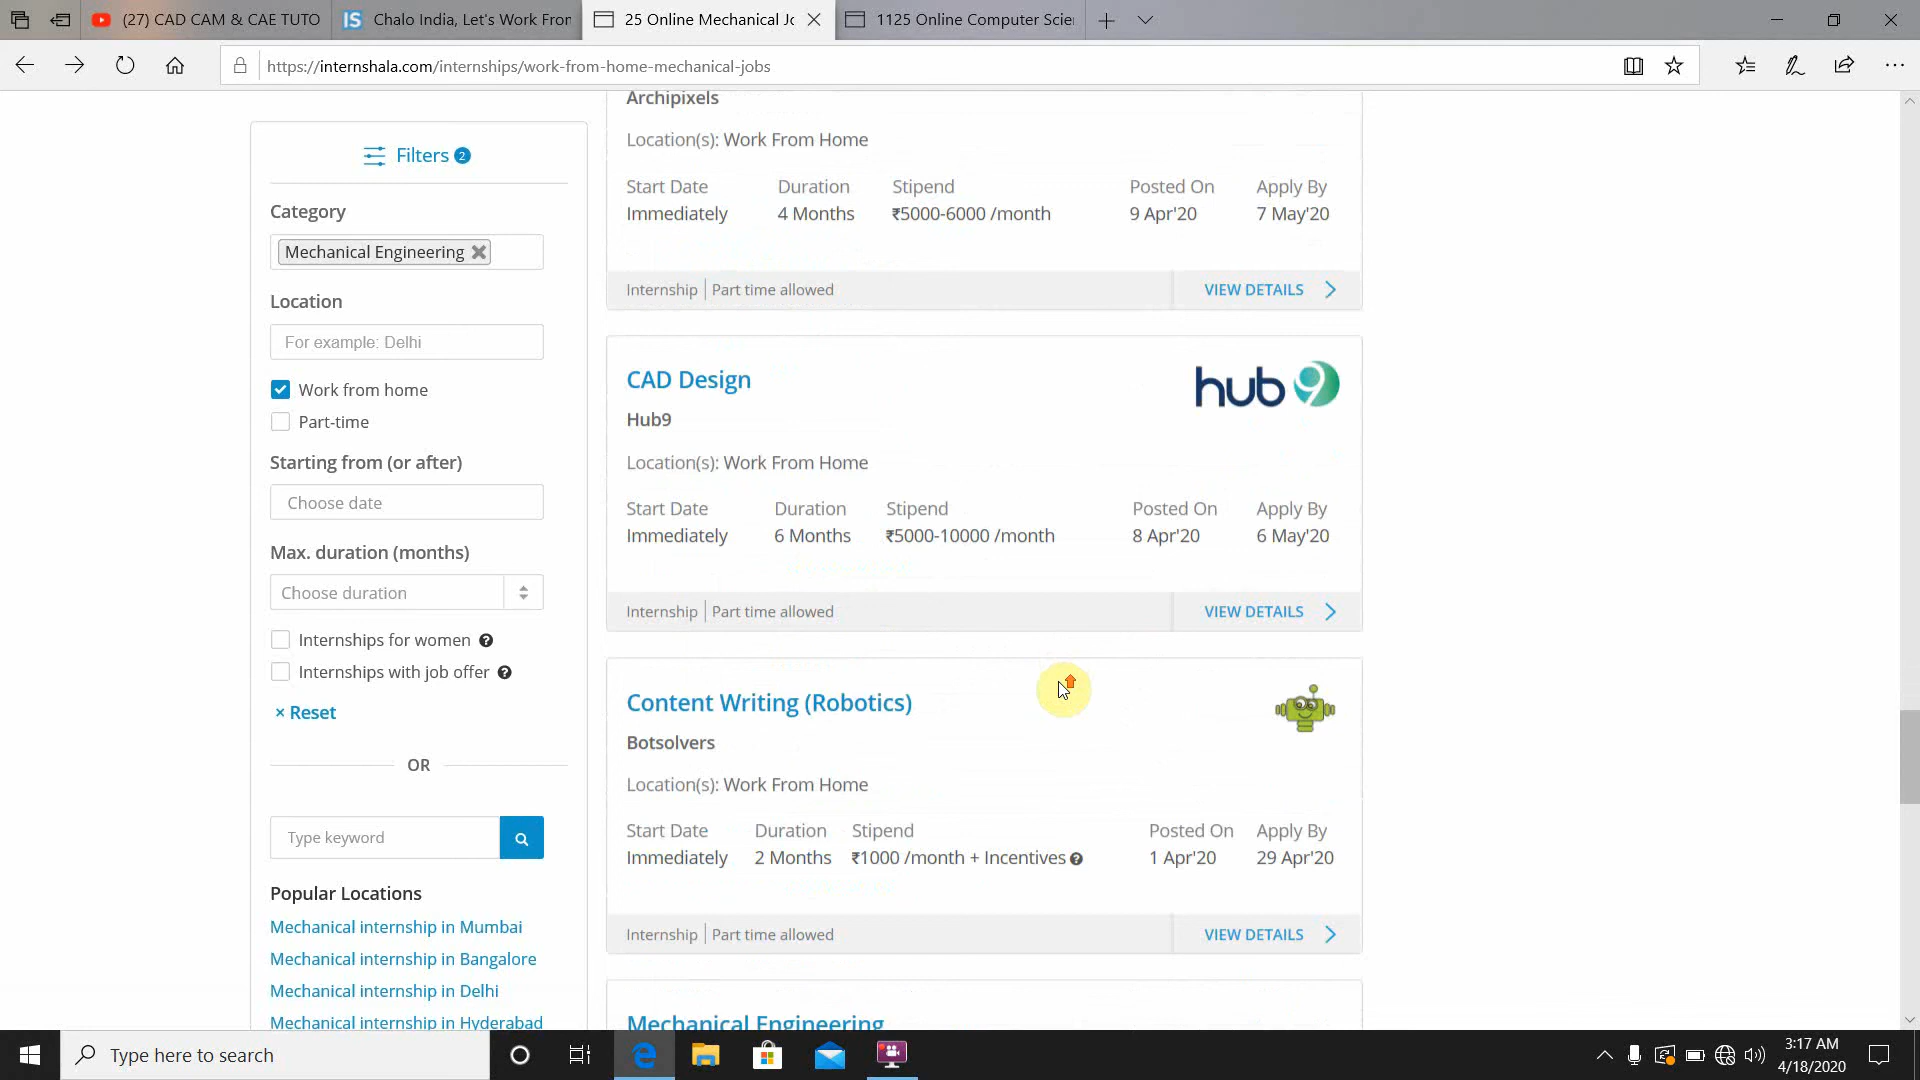 (27) CAD CAM & CAE TUTO
IS Chalo India, Let's Work Fron
25 Online Mechanical Jo
1125 Online Computer Scie
https://internshala.com/internships/work-from-home-mechanical-jobs
Filters 2
Category
Mechanical Engineering
Location
For example: Delhi
Work from home
Part-time
Starting from (or after)
Choose date
Max. duration (months)
Choose duration
Internships for women ?
Internships with job offer ?
× Reset
OR
Type keyword
Popular Locations
Mechanical internship in Mumbai
Mechanical internship in Bangalore
Mechanical internship in Delhi
Mechanical internship in Hyderabad
Archipixels
Location(s): Work From Home
Start Date Duration Stipend Posted On Apply By
Immediately 4 Months ₹5000-6000 /month 9 Apr'20 7 May'20
Internship | Part time allowed VIEW DETAILS
CAD Design
hub9
Hub9
Location(s): Work From Home
Start Date Duration Stipend Posted On Apply By
Immediately 6 Months ₹5000-10000 /month 8 Apr'20 6 May'20
Internship | Part time allowed VIEW DETAILS
Content Writing (Robotics)
Botsolvers
Location(s): Work From Home
Start Date Duration Stipend Posted On Apply By
Immediately 2 Months ₹1000 /month + Incentives ? 1 Apr'20 29 Apr'20
Internship | Part time allowed VIEW DETAILS
Mechanical Engineering
Type here to search
3:17 AM
4/18/2020